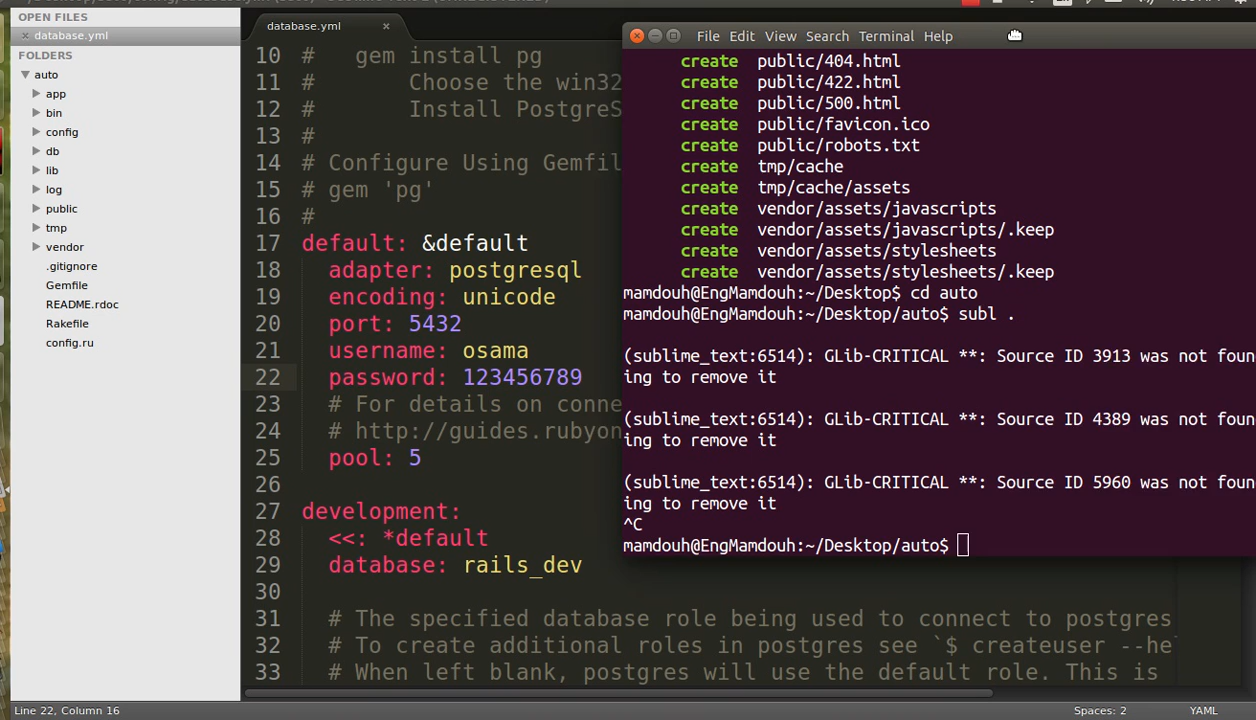 OPEN FILES
× database.yml
FOLDERS
auto
app
bin
config
db
lib
log
public
tmp
vendor
.gitignore
Gemfile
README.rdoc
Rakefile
config.ru
database.yml ×
10 #   gem install pg
11 #       Choose the win32
12 #       Install PostgreS
13 #
14 # Configure Using Gemfil
15 # gem 'pg'
16 #
17 default: &default
18   adapter: postgresql
19   encoding: unicode
20   port: 5432
21   username: osama
22   password: 123456789
23   # For details on conne
24   # http://guides.rubyon
25   pool: 5
26
27 development:
28   <<: *default
29   database: rails_dev
30
31   # The specified database role being used to connect to postgres
32   # To create additional roles in postgres see `$ createuser --he
33   # When left blank, postgres will use the default role. This is
File Edit View Search Terminal Help
create  public/404.html
create  public/422.html
create  public/500.html
create  public/favicon.ico
create  public/robots.txt
create  tmp/cache
create  tmp/cache/assets
create  vendor/assets/javascripts
create  vendor/assets/javascripts/.keep
create  vendor/assets/stylesheets
create  vendor/assets/stylesheets/.keep
mamdouh@EngMamdouh:~/Desktop$ cd auto
mamdouh@EngMamdouh:~/Desktop/auto$ subl .
(sublime_text:6514): GLib-CRITICAL **: Source ID 3913 was not foun
ing to remove it
(sublime_text:6514): GLib-CRITICAL **: Source ID 4389 was not foun
ing to remove it
(sublime_text:6514): GLib-CRITICAL **: Source ID 5960 was not foun
ing to remove it
^C
mamdouh@EngMamdouh:~/Desktop/auto$
Line 22, Column 16
Spaces: 2
YAML